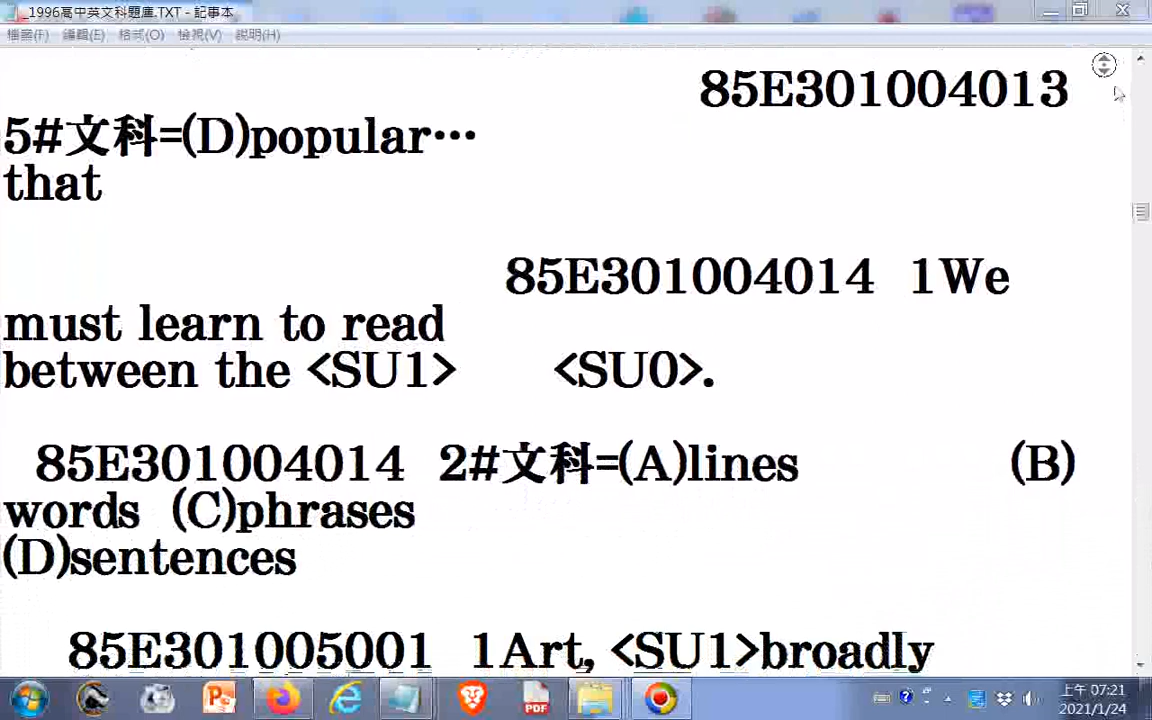 _1996高中英文科題庫.TXT - 記事本
檔案(F) 編輯(E) 格式(O) 檢視(V) 說明(H)
85E301004013
5#文科=(D)popular…
that
85E301004014 1We
must learn to read
between the <SU1> <SU0>.
85E301004014 2#文科=(A)lines (B)
words (C)phrases
(D)sentences
85E301005001 1Art, <SU1>broadly
PDF
上午 07:21
2021/1/24